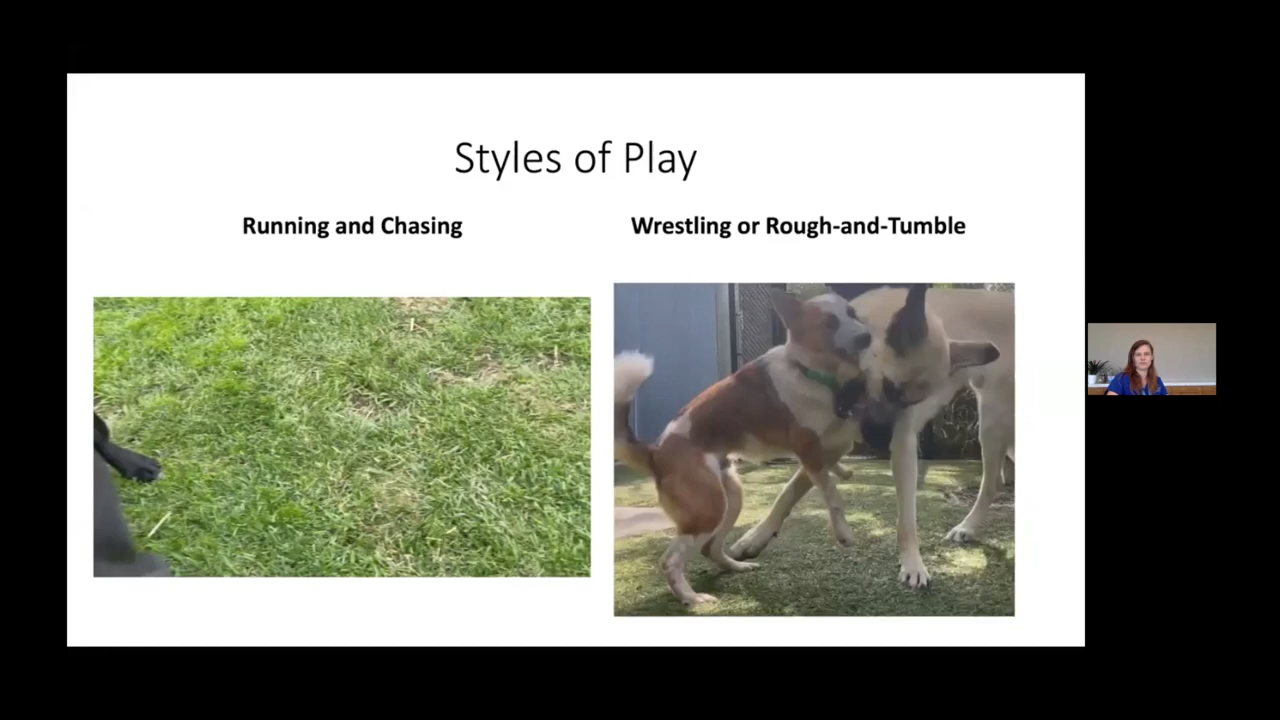 Styles of Play
Running and Chasing
Wrestling or Rough-and-Tumble